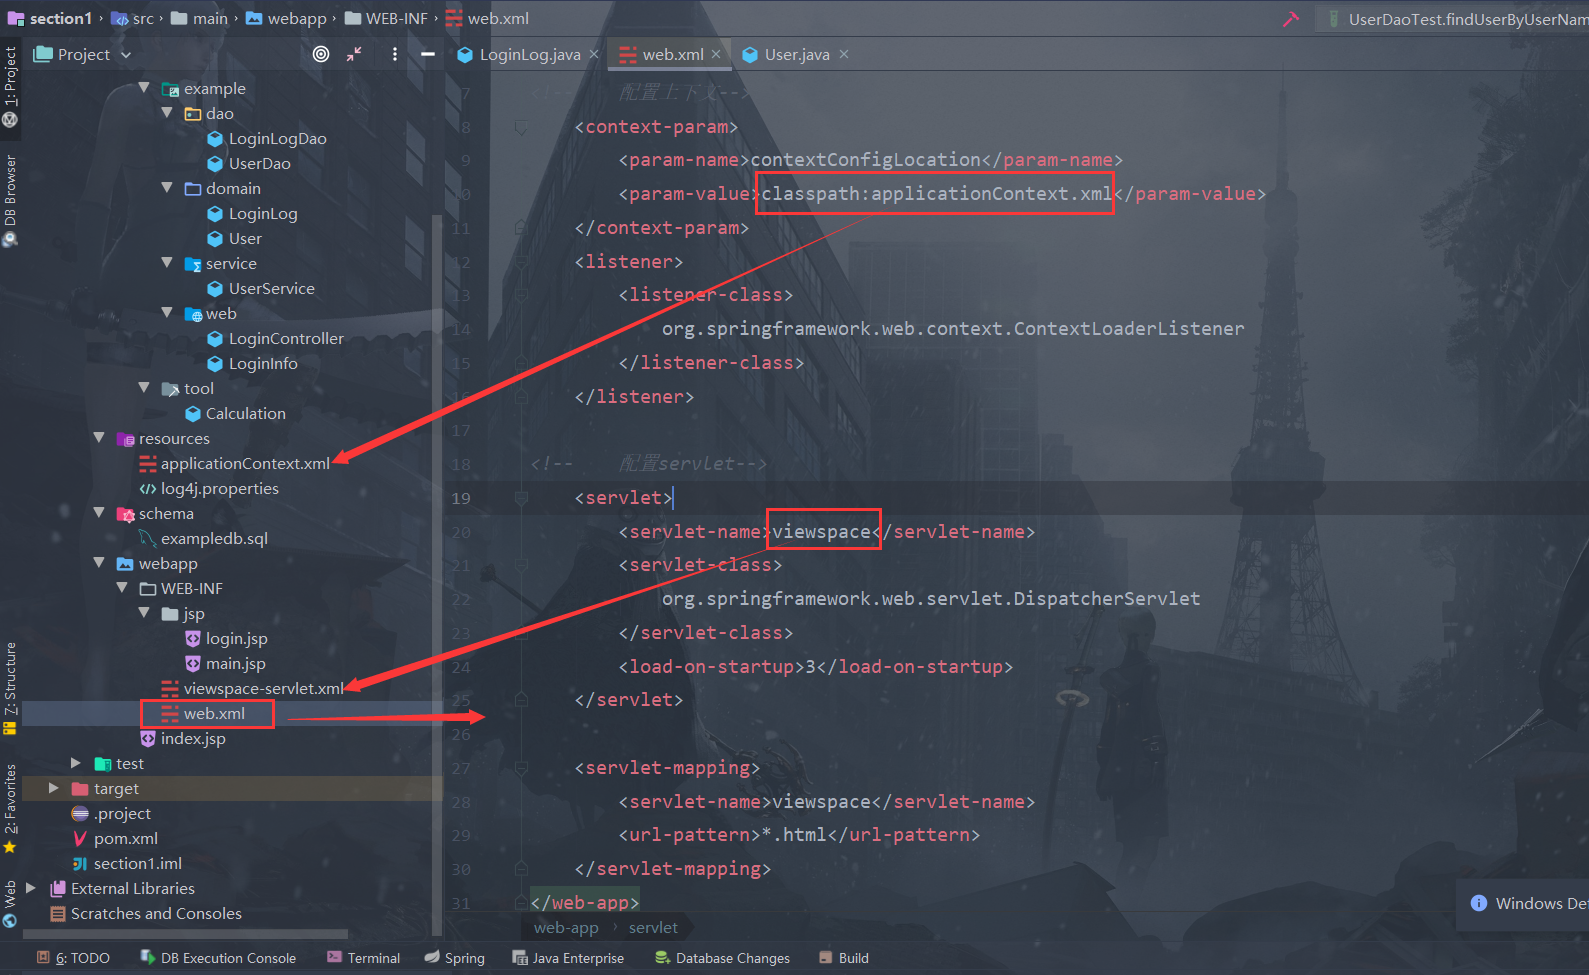 section1 › src › main › webapp › WEB-INF › web.xml
UserDaoTest.findUserByUserNam
Project
LoginLog.java
web.xml
User.java
1: Project
DB Browser
7: Structure
2: Favorites
Web
example
dao
LoginLogDao
UserDao
domain
LoginLog
User
service
UserService
web
LoginController
LoginInfo
tool
Calculation
resources
applicationContext.xml
log4j.properties
schema
exampledb.sql
webapp
WEB-INF
jsp
login.jsp
main.jsp
viewspace-servlet.xml
web.xml
index.jsp
test
target
.project
pom.xml
section1.iml
External Libraries
Scratches and Consoles
7 <!-- 配置上下文-->
8 <context-param>
9 <param-name>contextConfigLocation</param-name>
10 <param-value>classpath:applicationContext.xml</param-value>
11 </context-param>
12 <listener>
13 <listener-class>
14 org.springframework.web.context.ContextLoaderListener
15 </listener-class>
16 </listener>
17
18 <!-- 配置servlet-->
19 <servlet>
20 <servlet-name>viewspace</servlet-name>
21 <servlet-class>
22 org.springframework.web.servlet.DispatcherServlet
23 </servlet-class>
24 <load-on-startup>3</load-on-startup>
25 </servlet>
26
27 <servlet-mapping>
28 <servlet-name>viewspace</servlet-name>
29 <url-pattern>*.html</url-pattern>
30 </servlet-mapping>
31 </web-app>
web-app › servlet
Windows Def
6: TODO
DB Execution Console
Terminal
Spring
Java Enterprise
Database Changes
Build